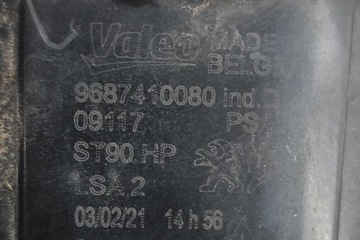 Valeo MADE
BELG
9687410080 ind.
09117 PS
ST90 HP
LSA 2
03/02/21 14 h 56